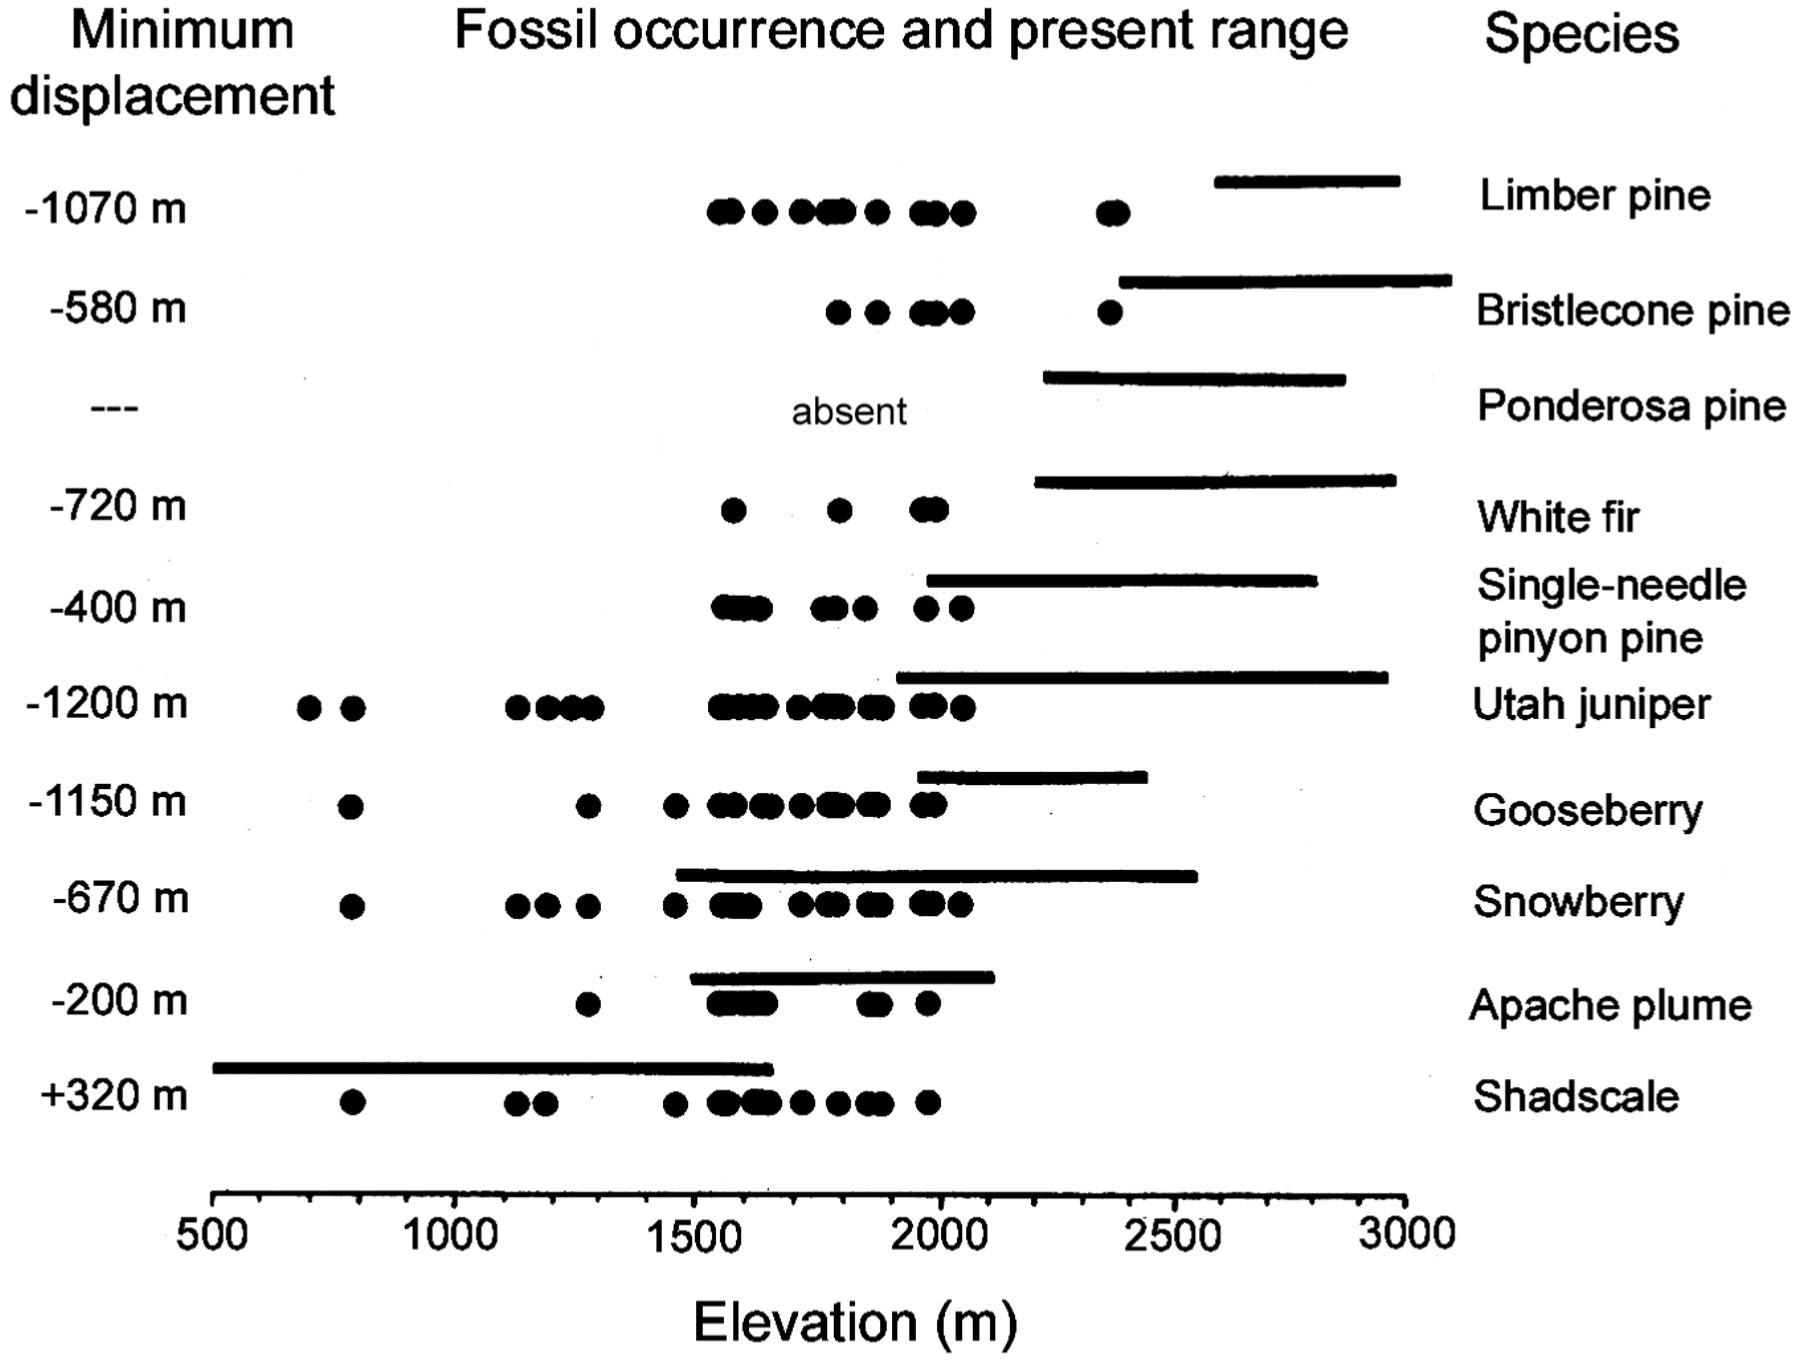 Minimum displacement
Fossil occurrence and present range
Species
-1070 m
Limber pine
-580 m
Bristlecone pine
---
absent
Ponderosa pine
-720 m
White fir
-400 m
Single-needle
pinyon pine
-1200 m
Utah juniper
-1150 m
Gooseberry
-670 m
Snowberry
-200 m
Apache plume
+320 m
Shadscale
500 1000 1500 2000 2500 3000
Elevation (m)